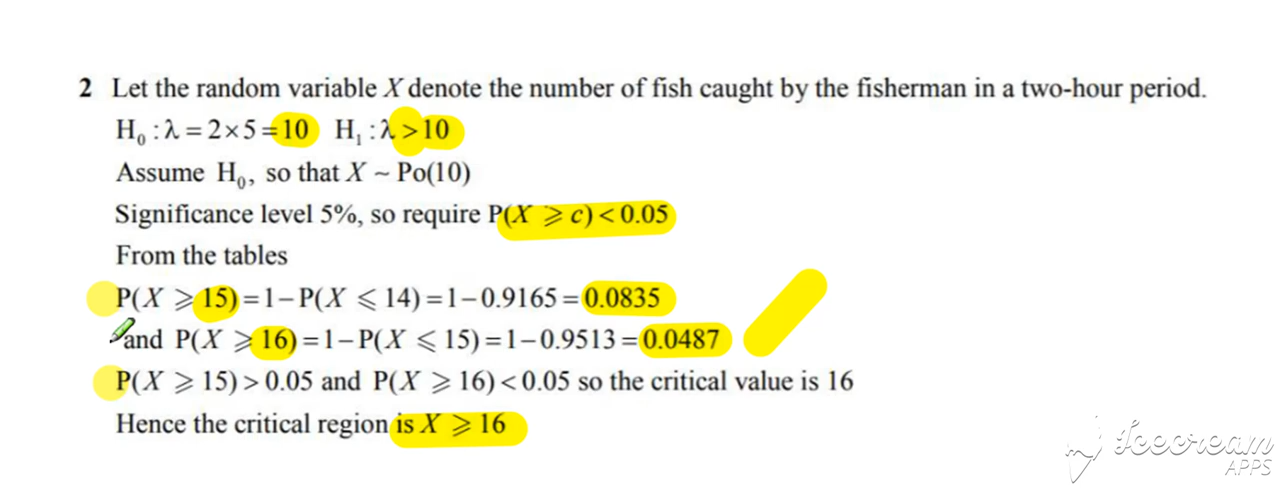 2 Let the random variable X denote the number of fish caught by the fisherman in a two-hour period.
H₀ : λ = 2×5 = 10 H₁ : λ > 10
Assume H₀, so that X ~ Po(10)
Significance level 5%, so require P(X ⩾ c) < 0.05
From the tables
P(X ⩾ 15) = 1 − P(X ⩽ 14) = 1 − 0.9165 = 0.0835
and P(X ⩾ 16) = 1 − P(X ⩽ 15) = 1 − 0.9513 = 0.0487
P(X ⩾ 15) > 0.05 and P(X ⩾ 16) < 0.05 so the critical value is 16
Hence the critical region is X ⩾ 16
Icecream
APPS